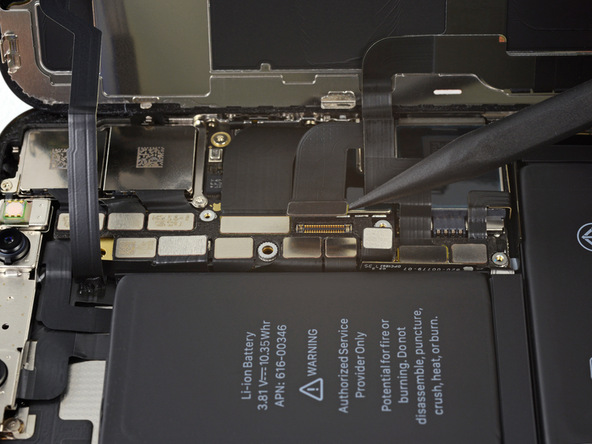 Li-ion Battery
3.81 V⎓10.35Whr
APN: 616-00346
WARNING
Authorized Service
Provider Only
Potential for fire or
burning. Do not
disassemble, puncture,
crush, heat, or burn.